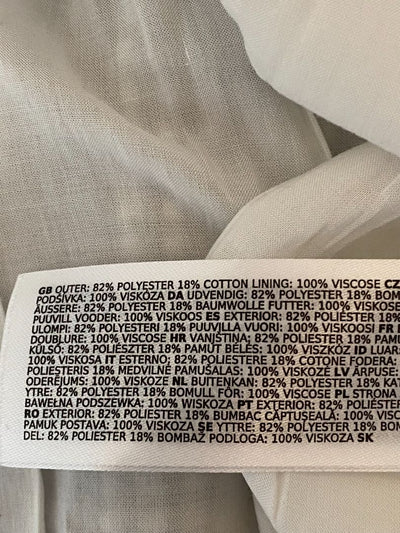 GB OUTER: 82% POLYESTER 18% COTTON LINING: 100% VISCOSE CZ
PODŠÍVKA: 100% VISKÓZA DA UDVENDIG: 82% POLYESTER 18% BOM
ÄUSSERE: 82% POLYESTER 18% BAUMWOLLE FUTTER: 100% VISKOS
PUUVILL VOODER: 100% VISKOOS ES EXTERIOR: 82% POLIÉSTER 18%
ULOMPI: 82% POLYESTERI 18% PUUVILLA VUORI: 100% VISKOOSI FR E
DOUBLURE: 100% VISCOSE HR VANJŠTINA: 82% POLIESTER 18% PAMUK
KÜLSŐ: 82% POLIÉSZTER 18% PAMUT BÉLÉS: 100% VISZKÓZ ID LUAR:
100% VISKOSA IT ESTERNO: 82% POLIESTERE 18% COTONE FODERA:
POLIESTERIS 18% MEDVILNĖ PAMUŠALAS: 100% VISKOZĖ LV ĀRPUSE:
ODERĒJUMS: 100% VISKOZE NL BUITENKAN: 82% POLYESTER 18% KAT
YTRE: 82% POLYESTER 18% BOMULL FÔR: 100% VISCOSE PL STRONA
BAWEŁNA PODSZEWKA: 100% WISKOZA PT EXTERIOR: 82% POLIÉSTER
RO EXTERIOR: 82% POLIESTER 18% BUMBAC CĂPTUȘEALĂ: 100% VISCO
PAMUK POSTAVA: 100% VISKOZA SE YTTRE: 82% POLYESTER 18% BOM
DEL: 82% POLIESTER 18% BOMBAŽ PODLOGA: 100% VISKOZA SK